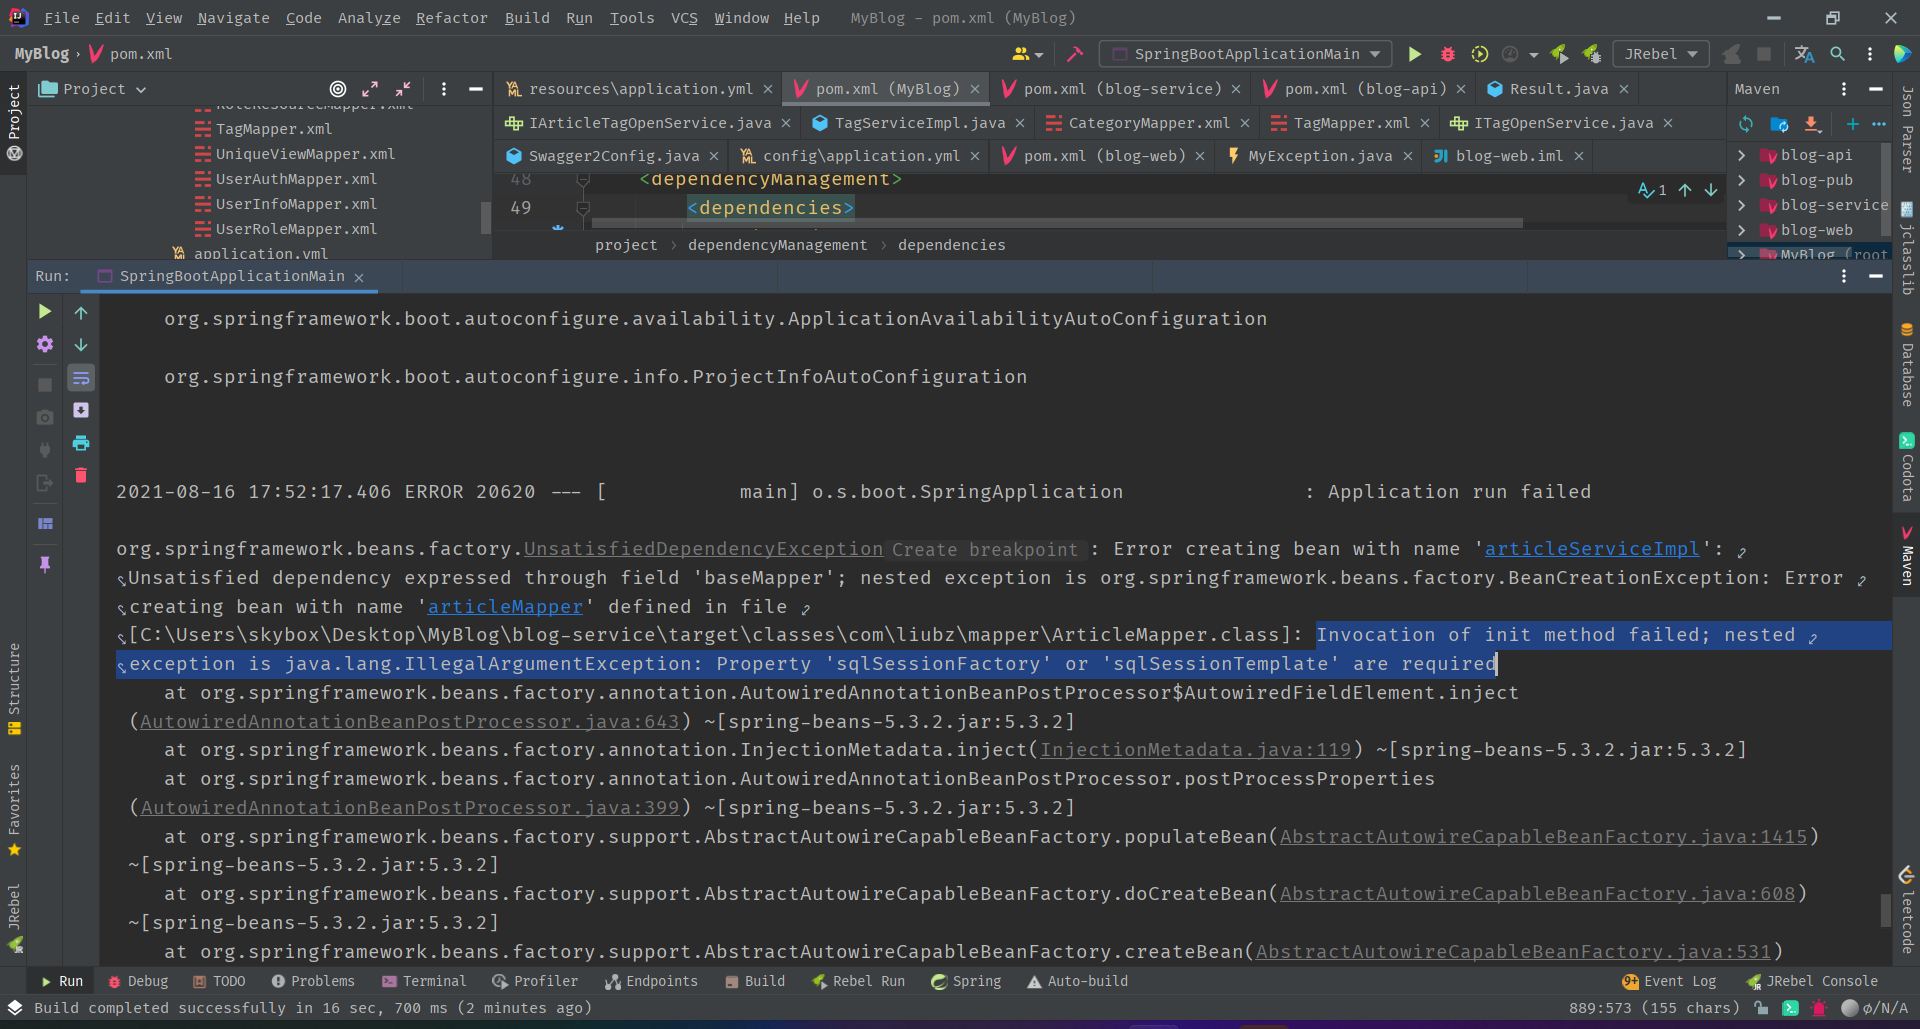 File Edit View Navigate Code Analyze Refactor Build Run Tools VCS Window Help MyBlog - pom.xml (MyBlog)
MyBlog › pom.xml
SpringBootApplicationMain
JRebel
Project
resources\application.yml
pom.xml (MyBlog)
pom.xml (blog-service)
pom.xml (blog-api)
Result.java
Maven
RoleResourceMapper.xml
IArticleTagOpenService.java
TagServiceImpl.java
CategoryMapper.xml
TagMapper.xml
ITagOpenService.java
TagMapper.xml
UniqueViewMapper.xml
UserAuthMapper.xml
UserInfoMapper.xml
UserRoleMapper.xml
application.yml
Swagger2Config.java
config\application.yml
pom.xml (blog-web)
MyException.java
blog-web.iml
48 <dependencyManagement>
49 <dependencies>
1
project › dependencyManagement › dependencies
blog-api
blog-pub
blog-service
blog-web
MyBlog (root
Run: SpringBootApplicationMain
org.springframework.boot.autoconfigure.availability.ApplicationAvailabilityAutoConfiguration
org.springframework.boot.autoconfigure.info.ProjectInfoAutoConfiguration
2021-08-16 17:52:17.406 ERROR 20620 --- [           main] o.s.boot.SpringApplication               : Application run failed
org.springframework.beans.factory.UnsatisfiedDependencyException Create breakpoint : Error creating bean with name 'articleServiceImpl':
Unsatisfied dependency expressed through field 'baseMapper'; nested exception is org.springframework.beans.factory.BeanCreationException: Error
creating bean with name 'articleMapper' defined in file
[C:\Users\skybox\Desktop\MyBlog\blog-service\target\classes\com\liubz\mapper\ArticleMapper.class]: Invocation of init method failed; nested
exception is java.lang.IllegalArgumentException: Property 'sqlSessionFactory' or 'sqlSessionTemplate' are required
at org.springframework.beans.factory.annotation.AutowiredAnnotationBeanPostProcessor$AutowiredFieldElement.inject
(AutowiredAnnotationBeanPostProcessor.java:643) ~[spring-beans-5.3.2.jar:5.3.2]
at org.springframework.beans.factory.annotation.InjectionMetadata.inject(InjectionMetadata.java:119) ~[spring-beans-5.3.2.jar:5.3.2]
at org.springframework.beans.factory.annotation.AutowiredAnnotationBeanPostProcessor.postProcessProperties
(AutowiredAnnotationBeanPostProcessor.java:399) ~[spring-beans-5.3.2.jar:5.3.2]
at org.springframework.beans.factory.support.AbstractAutowireCapableBeanFactory.populateBean(AbstractAutowireCapableBeanFactory.java:1415)
~[spring-beans-5.3.2.jar:5.3.2]
at org.springframework.beans.factory.support.AbstractAutowireCapableBeanFactory.doCreateBean(AbstractAutowireCapableBeanFactory.java:608)
~[spring-beans-5.3.2.jar:5.3.2]
at org.springframework.beans.factory.support.AbstractAutowireCapableBeanFactory.createBean(AbstractAutowireCapableBeanFactory.java:531)
Project
Structure
Favorites
JRebel
Json Parser
jclasslib
Database
Codota
Maven
leetcode
Run Debug TODO Problems Terminal Profiler Endpoints Build Rebel Run Spring Auto-build 9+ Event Log JRebel Console
Build completed successfully in 16 sec, 700 ms (2 minutes ago) 889:573 (155 chars) ø/N/A